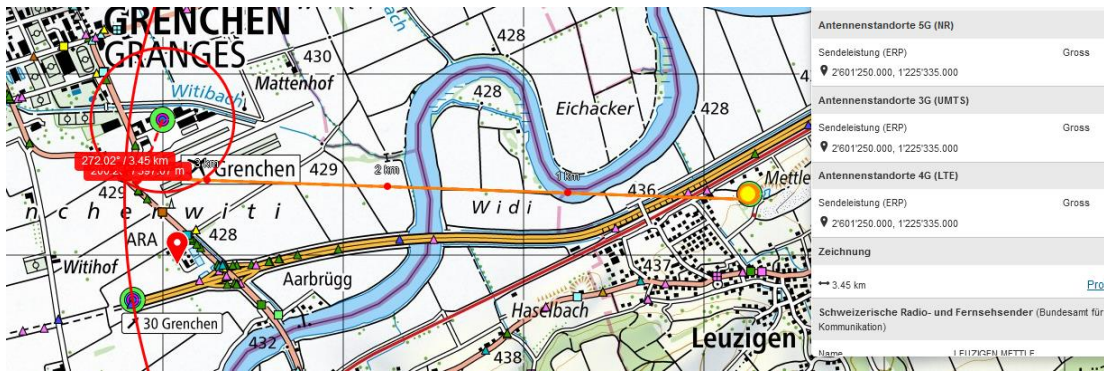 GRENCHEN
GRANGES
430
Mattenhof
Witibach
bach
428
428
Eichacker
428
272.02° / 3.45 km
3 km
Grenchen
429
2 km
1 km
436
Mettle
429
n c h e n w i t i
W i d i
ARA
428
Witihof
Aarbrügg
437
30 Grenchen
Haselbach
432
438
Leuzigen
Antennenstandorte 5G (NR)
Sendeleistung (ERP) Gross
2'601'250.000, 1'225'335.000
Antennenstandorte 3G (UMTS)
Sendeleistung (ERP) Gross
2'601'250.000, 1'225'335.000
Antennenstandorte 4G (LTE)
Sendeleistung (ERP) Gross
2'601'250.000, 1'225'335.000
Zeichnung
3.45 km Pro
Schweizerische Radio- und Fernsehsender (Bundesamt für
Kommunikation)
Name LEUZIGEN METTLE